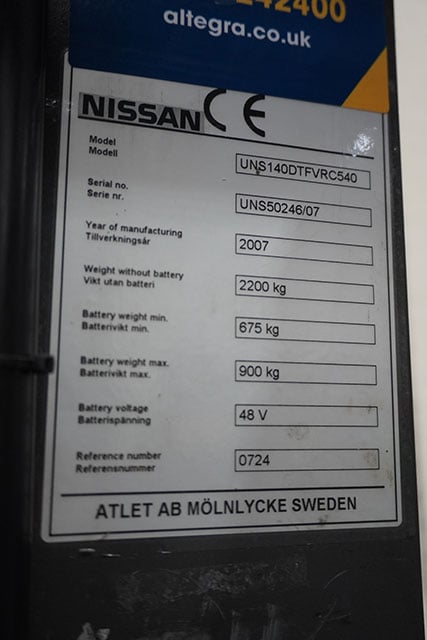 42400
altegra.co.uk
NISSAN CE
Model
Modell
UNS140DTFVRC540
Serial no.
Serie nr.
UNS50246/07
Year of manufacturing
Tillverkningsår
2007
Weight without battery
Vikt utan batteri
2200 kg
Battery weight min.
Batterivikt min.
675 kg
Battery weight max.
Batterivikt max.
900 kg
Battery voltage
Batterispänning
48 V
Reference number
Referensnummer
0724
ATLET AB MÖLNLYCKE SWEDEN